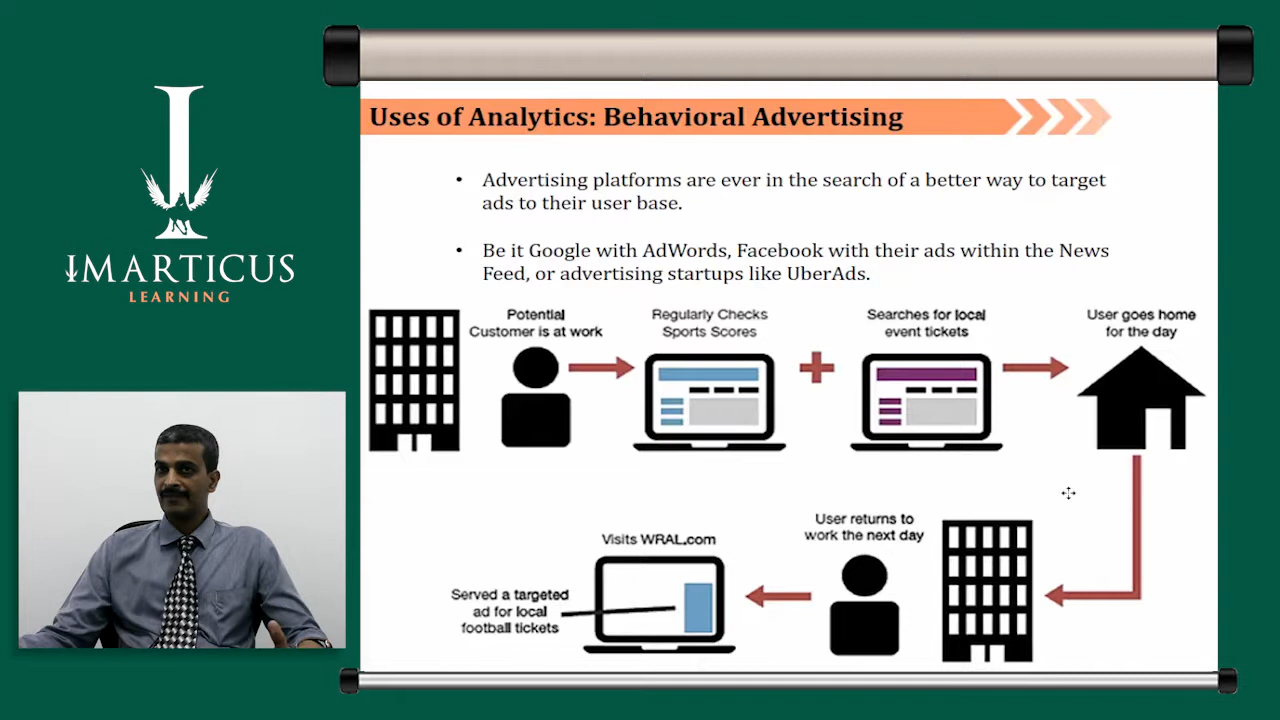 IMARTICUS
LEARNING
Uses of Analytics: Behavioral Advertising
• Advertising platforms are ever in the search of a better way to target
ads to their user base.
• Be it Google with AdWords, Facebook with their ads within the News
Feed, or advertising startups like UberAds.
Potential
Customer is at work
Regularly Checks
Sports Scores
Searches for local
event tickets
User goes home
for the day
User returns to
work the next day
Visits WRAL.com
Served a targeted
ad for local
football tickets